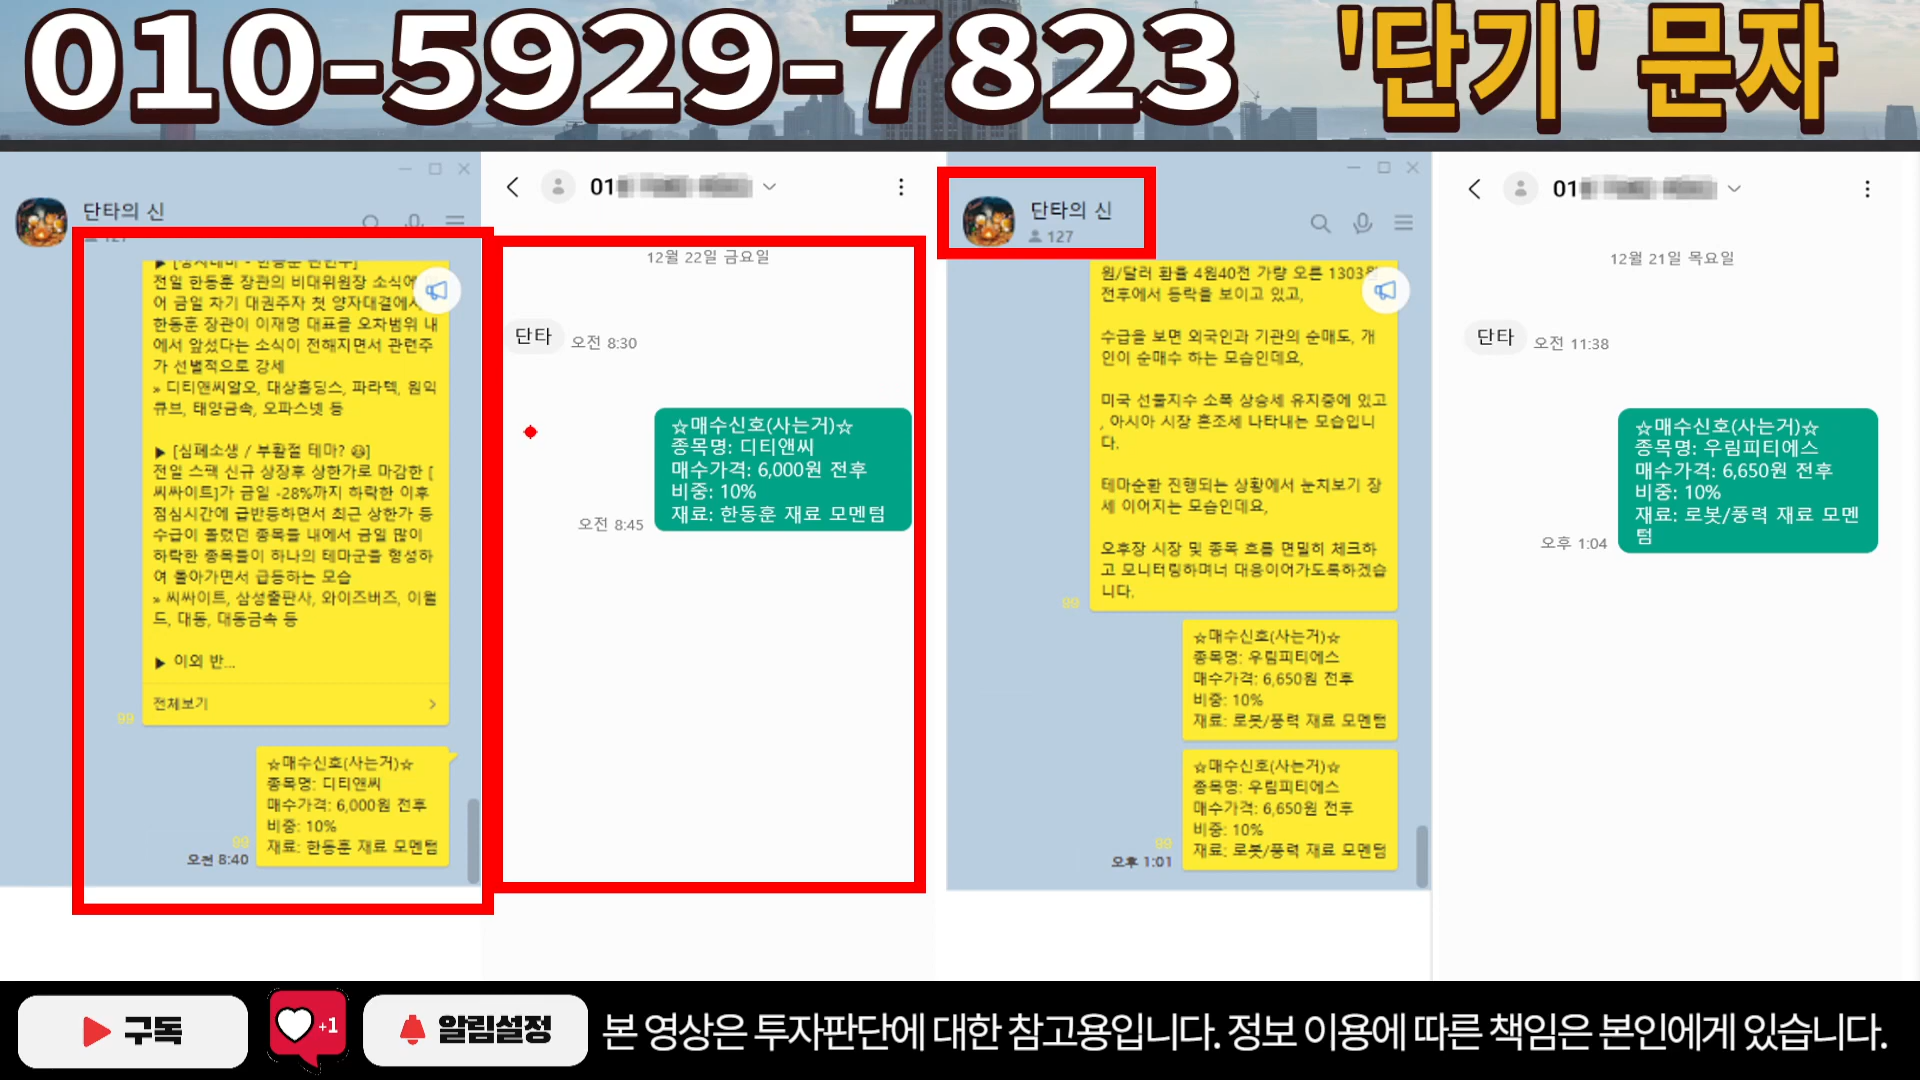 010-5929-7823 '단기' 문자
단타의 신
전일 한동훈 장관의 비대위원장 소식에
어 금일 차기 대권주자 첫 양자대결에서
한동훈 장관이 이재명 대표를 오차범위 내
에서 앞섰다는 소식이 전해지면서 관련주
가 선별적으로 강세
» 디티앤씨알오, 대상홀딩스, 파라텍, 원익
큐브, 태양금속, 오파스넷 등
▶ [심폐소생 / 부활절 테마? 😂]
전일 스팩 신규 상장후 상한가로 마감한 [
씨싸이트]가 금일 -28%까지 하락한 이후
점심시간에 급반등하면서 최근 상한가 등
수급이 몰렸던 종목들 내에서 금일 많이
하락한 종목들이 하나의 테마군을 형성하
여 돌아가면서 급등하는 모습
» 씨싸이트, 삼성출판사, 와이즈버즈, 이월
드, 대동, 대동금속 등
▶ 이외 반...
전체보기
99
☆매수신호(사는거)☆
종목명: 디티앤씨
매수가격: 6,000원 전후
비중: 10%
재료: 한동훈 재료 모멘텀
99
오전 8:40
01
12월 22일 금요일
단타
오전 8:30
☆매수신호(사는거)☆
종목명: 디티앤씨
매수가격: 6,000원 전후
비중: 10%
재료: 한동훈 재료 모멘텀
오전 8:45
단타의 신
127
원/달러 환율 4원40전 가량 오른 1303원
전후에서 등락을 보이고 있고,
수급을 보면 외국인과 기관의 순매도, 개
인이 순매수 하는 모습인데요,
미국 선물지수 소폭 상승세 유지중에 있고
, 아시아 시장 혼조세 나타내는 모습입니
다.
테마순환 진행되는 상황에서 눈치보기 장
세 이어지는 모습인데요,
오후장 시장 및 종목 흐름 면밀히 체크하
고 모니터링하며너 대응이어가도록하겠습
니다.
99
☆매수신호(사는거)☆
종목명: 우림피티에스
매수가격: 6,650원 전후
비중: 10%
재료: 로봇/풍력 재료 모멘텀
☆매수신호(사는거)☆
종목명: 우림피티에스
매수가격: 6,650원 전후
비중: 10%
재료: 로봇/풍력 재료 모멘텀
99
오후 1:01
01
12월 21일 목요일
단타
오전 11:38
☆매수신호(사는거)☆
종목명: 우림피티에스
매수가격: 6,650원 전후
비중: 10%
재료: 로봇/풍력 재료 모멘
텀
오후 1:04
구독
+1
알림설정
본 영상은 투자판단에 대한 참고용입니다. 정보 이용에 따른 책임은 본인에게 있습니다.